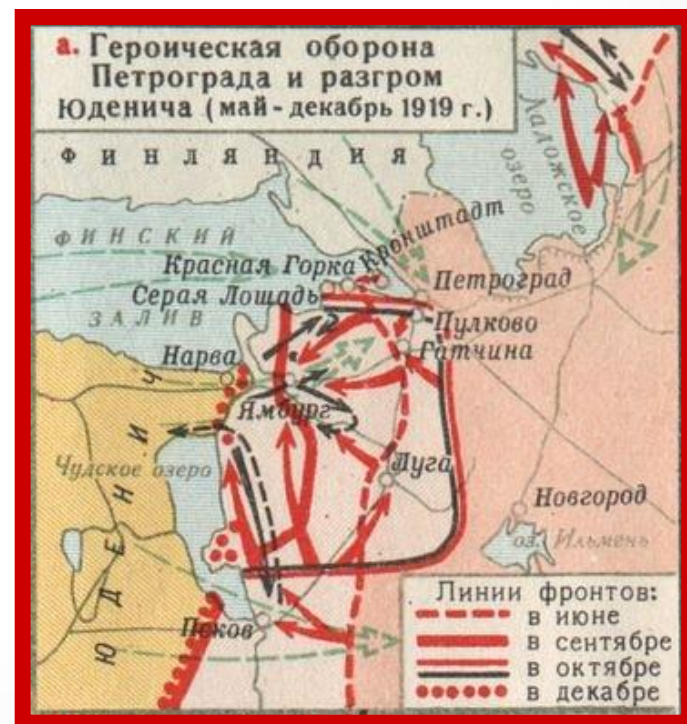 а. Героическая оборона
Петрограда и разгром
Юденича (май - декабрь 1919 г.)
ФИНЛЯНДИЯ
Ладожское
озеро
ФИНСКИЙ
ЗАЛИВ
Кронштадт
Красная Горка
Серая Лошадь
Петроград
Пулково
Гатчина
Нарва
Ямбург
Чудское озеро
Луга
Новгород
оз. Ильмень
Псков
ЮДЕНИЧ
Линии фронтов:
в июне
в сентябре
в октябре
в декабре